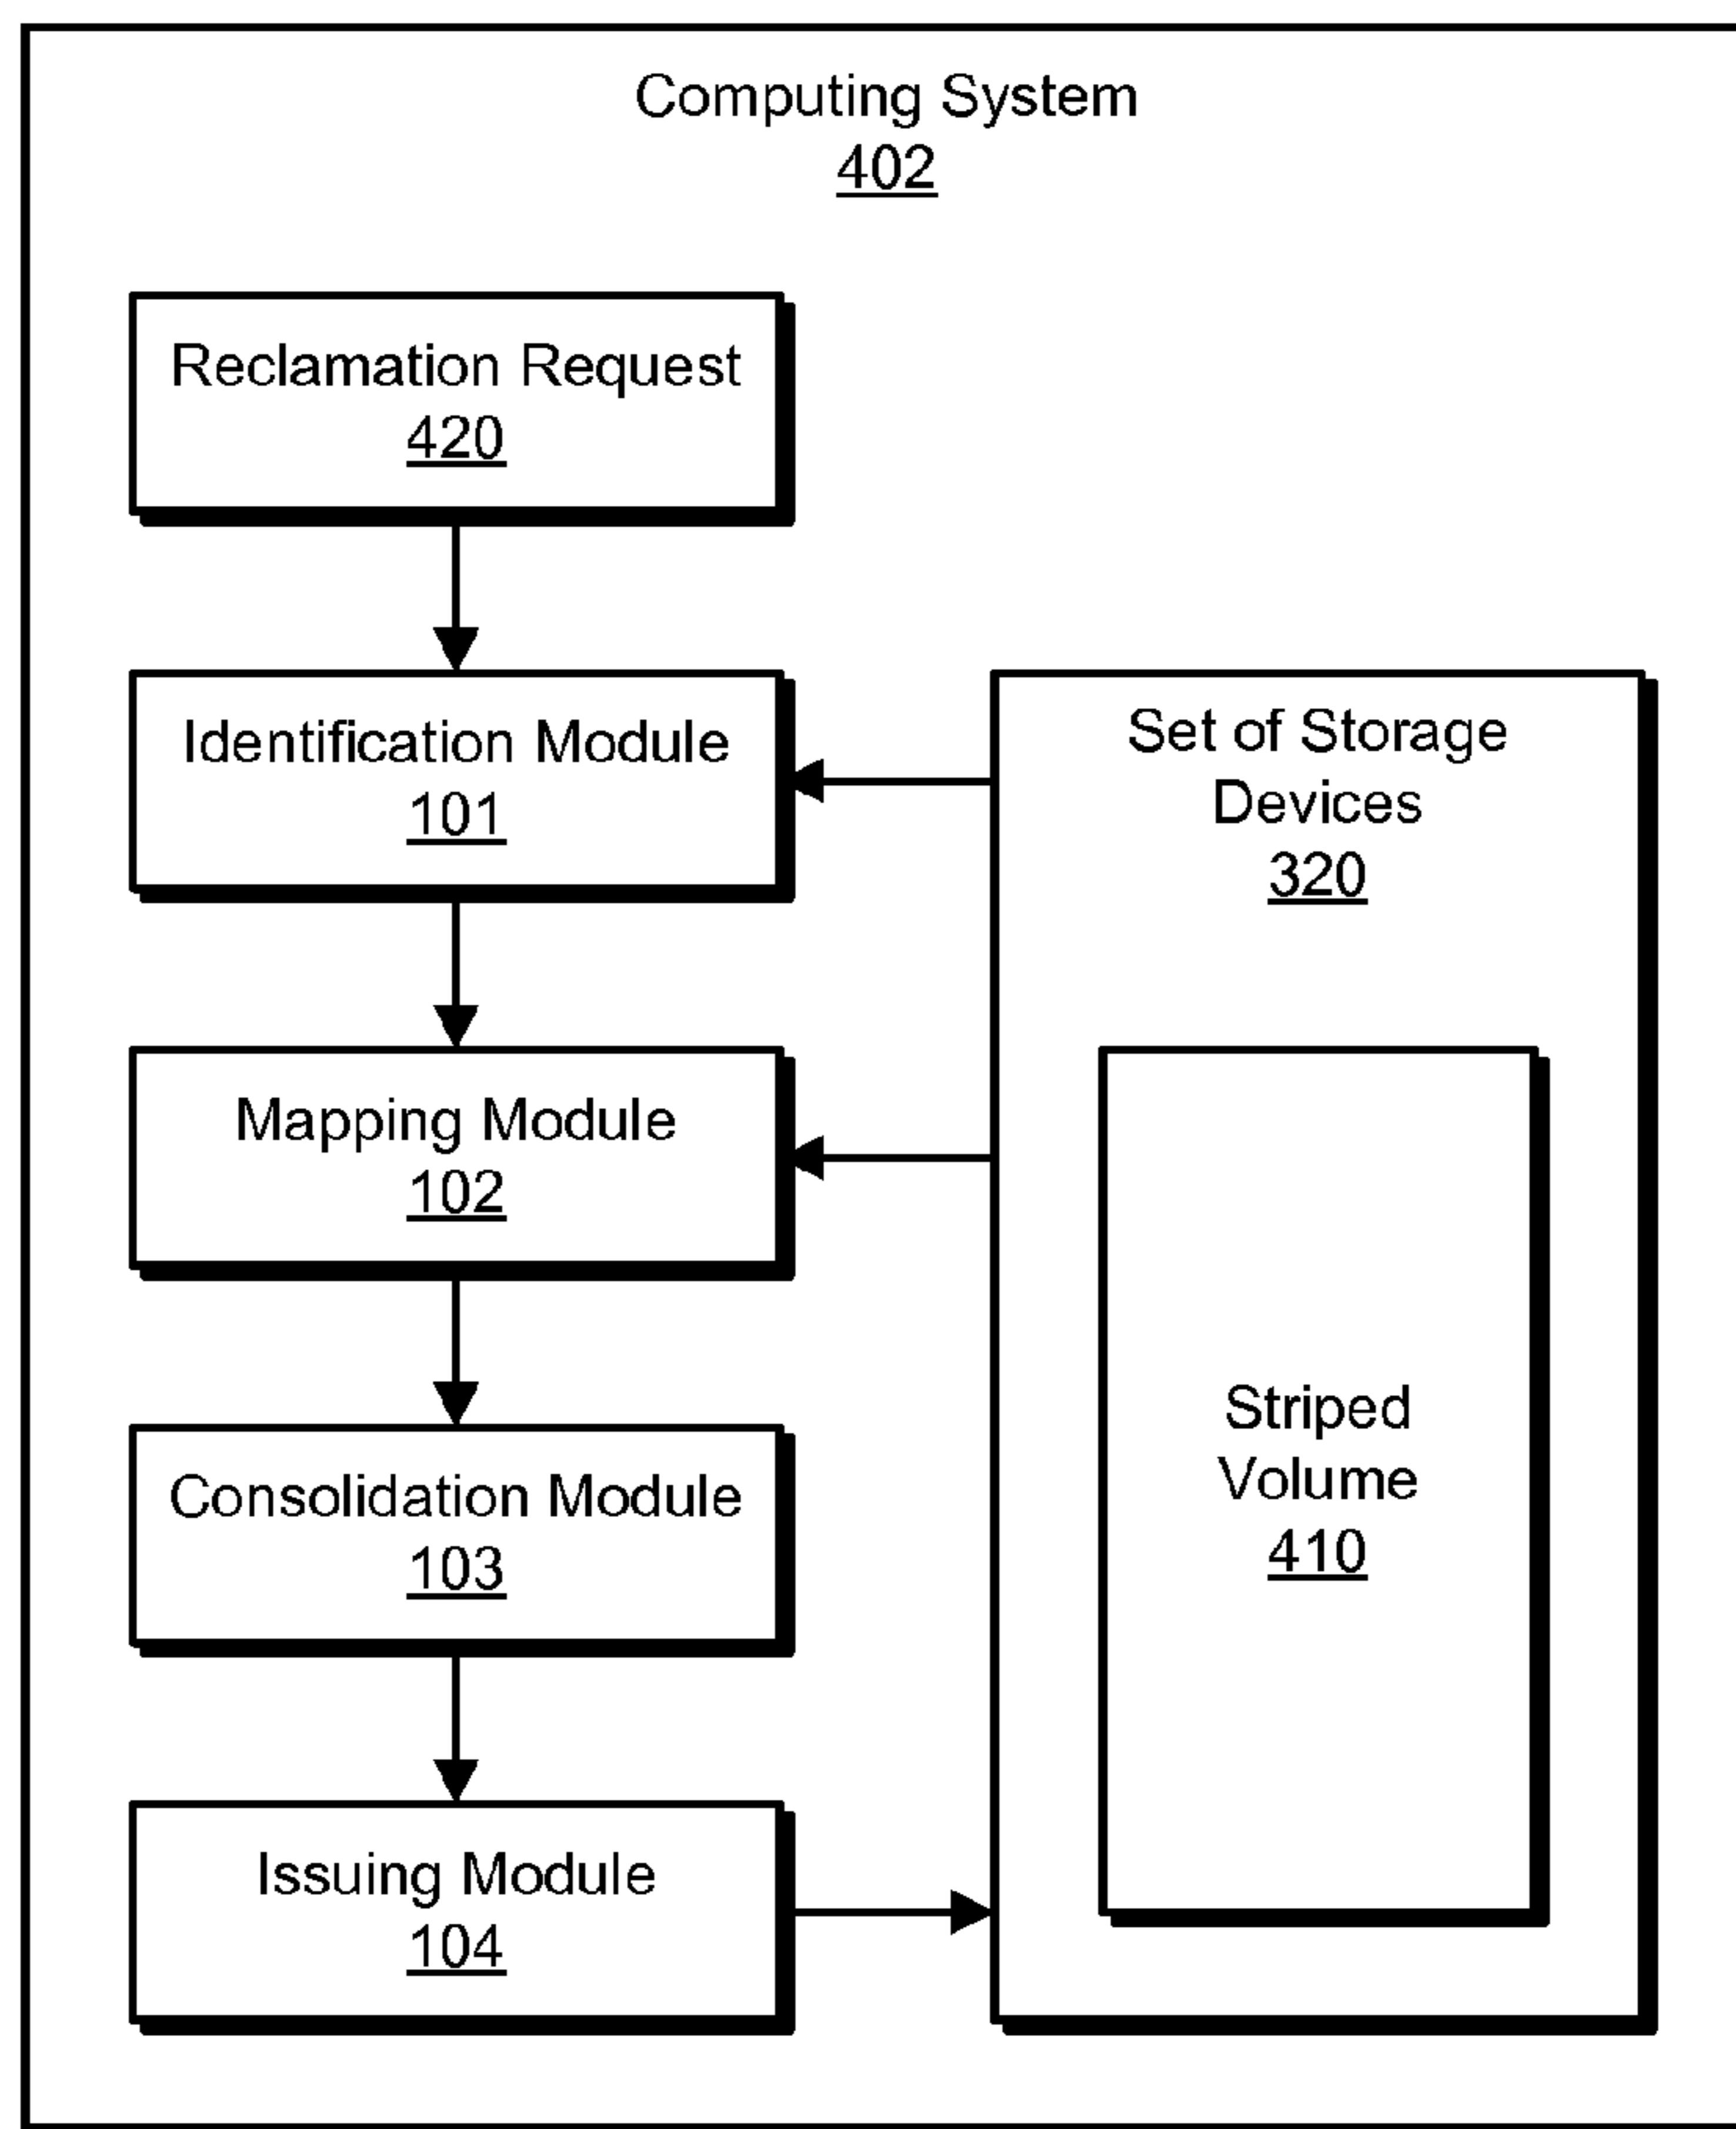 Computing System
402
Reclamation Request
420
Identification Module
101
Mapping Module
102
Consolidation Module
103
Issuing Module
104
Set of Storage
Devices
320
Striped
Volume
410